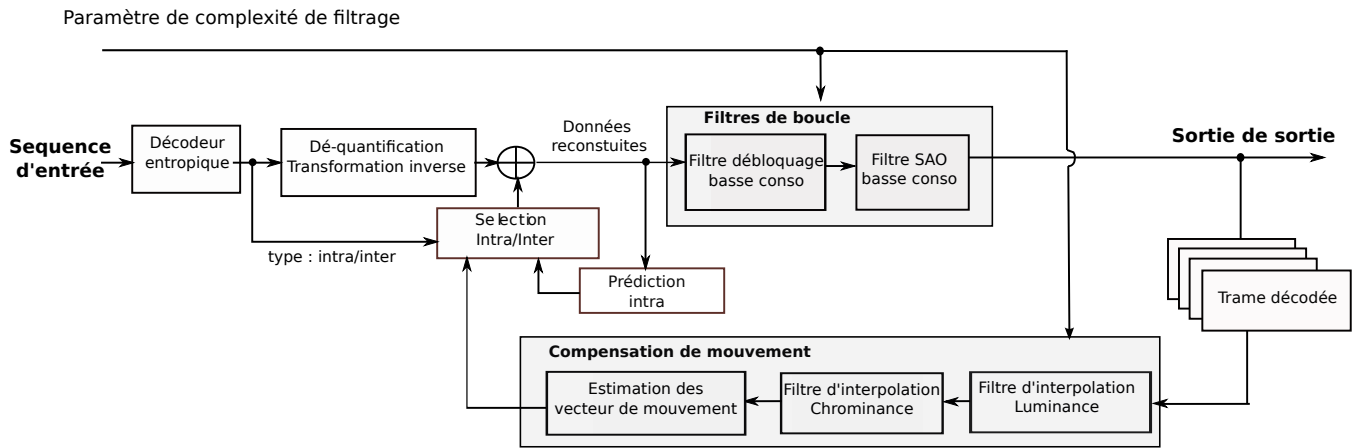 Paramètre de complexité de filtrage
Sequence
d'entrée
Décodeur
entropique
Dé-quantification
Transformation inverse
Données
reconstuites
Filtres de boucle
Filtre débloquage
basse conso
Filtre SAO
basse conso
Sortie de sortie
Selection
Intra/Inter
type : intra/inter
Prédiction
intra
Trame décodée
Compensation de mouvement
Estimation des
vecteur de mouvement
Filtre d'interpolation
Chrominance
Filtre d'interpolation
Luminance